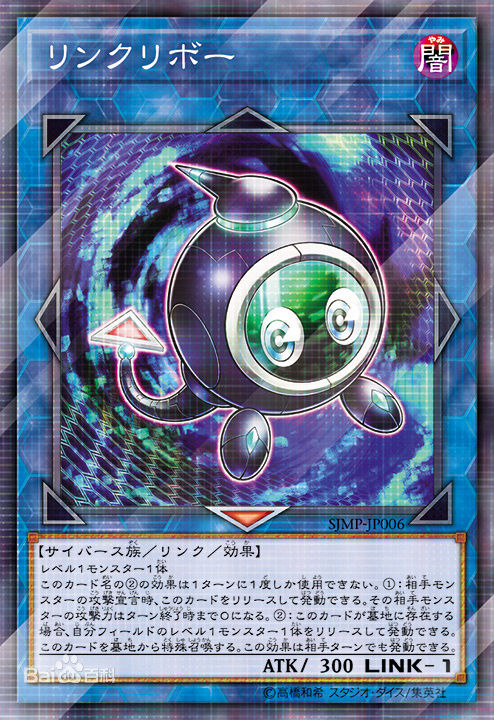 リンクリボー
闇
やみ
SJMP-JP006
【サイバース族／リンク／効果】
レベル1モンスター1体
このカード名の②の効果は1ターンに1度しか使用できない。①：相手モン
スターの攻撃宣言時、このカードをリリースして発動できる。その相手モンス
ターの攻撃力はターン終了時まで0になる。②：このカードが墓地に存在する
場合、自分フィールドのレベル1モンスター1体をリリースして発動できる。
このカードを墓地から特殊召喚する。この効果は相手ターンでも発動できる。
ATK/ 300 LINK-1
Bai百科
©高橋和希 スタジオ・ダイス/集英社